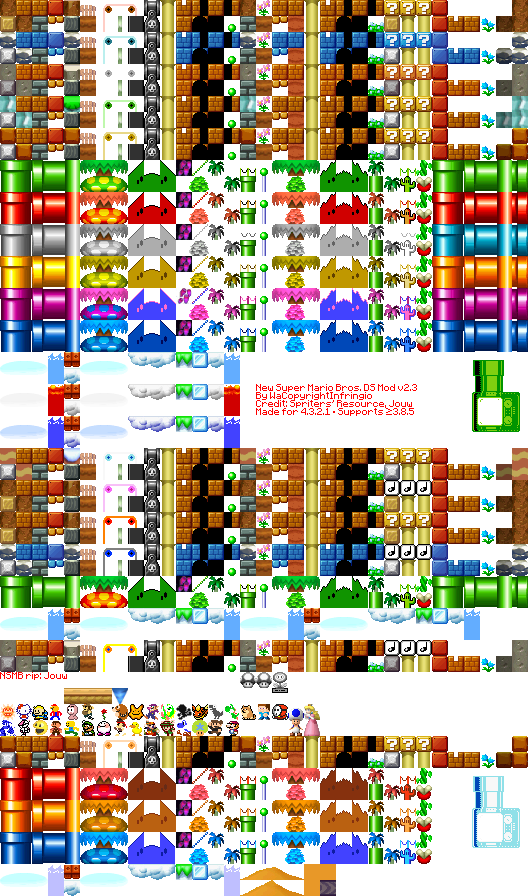 ? ? ?
? ? ?
? ? ?
? ? ?
? ? ?
New Super Mario Bros. DS Mod v2.3
By WaCopyrightInfringio
Credit: Spriters' Resource, Jouw
Made for 4.3.2.1 • Supports ≥3.8.5
? ? ?
? ? ?
NSMB rip: Jouw
? ? ?